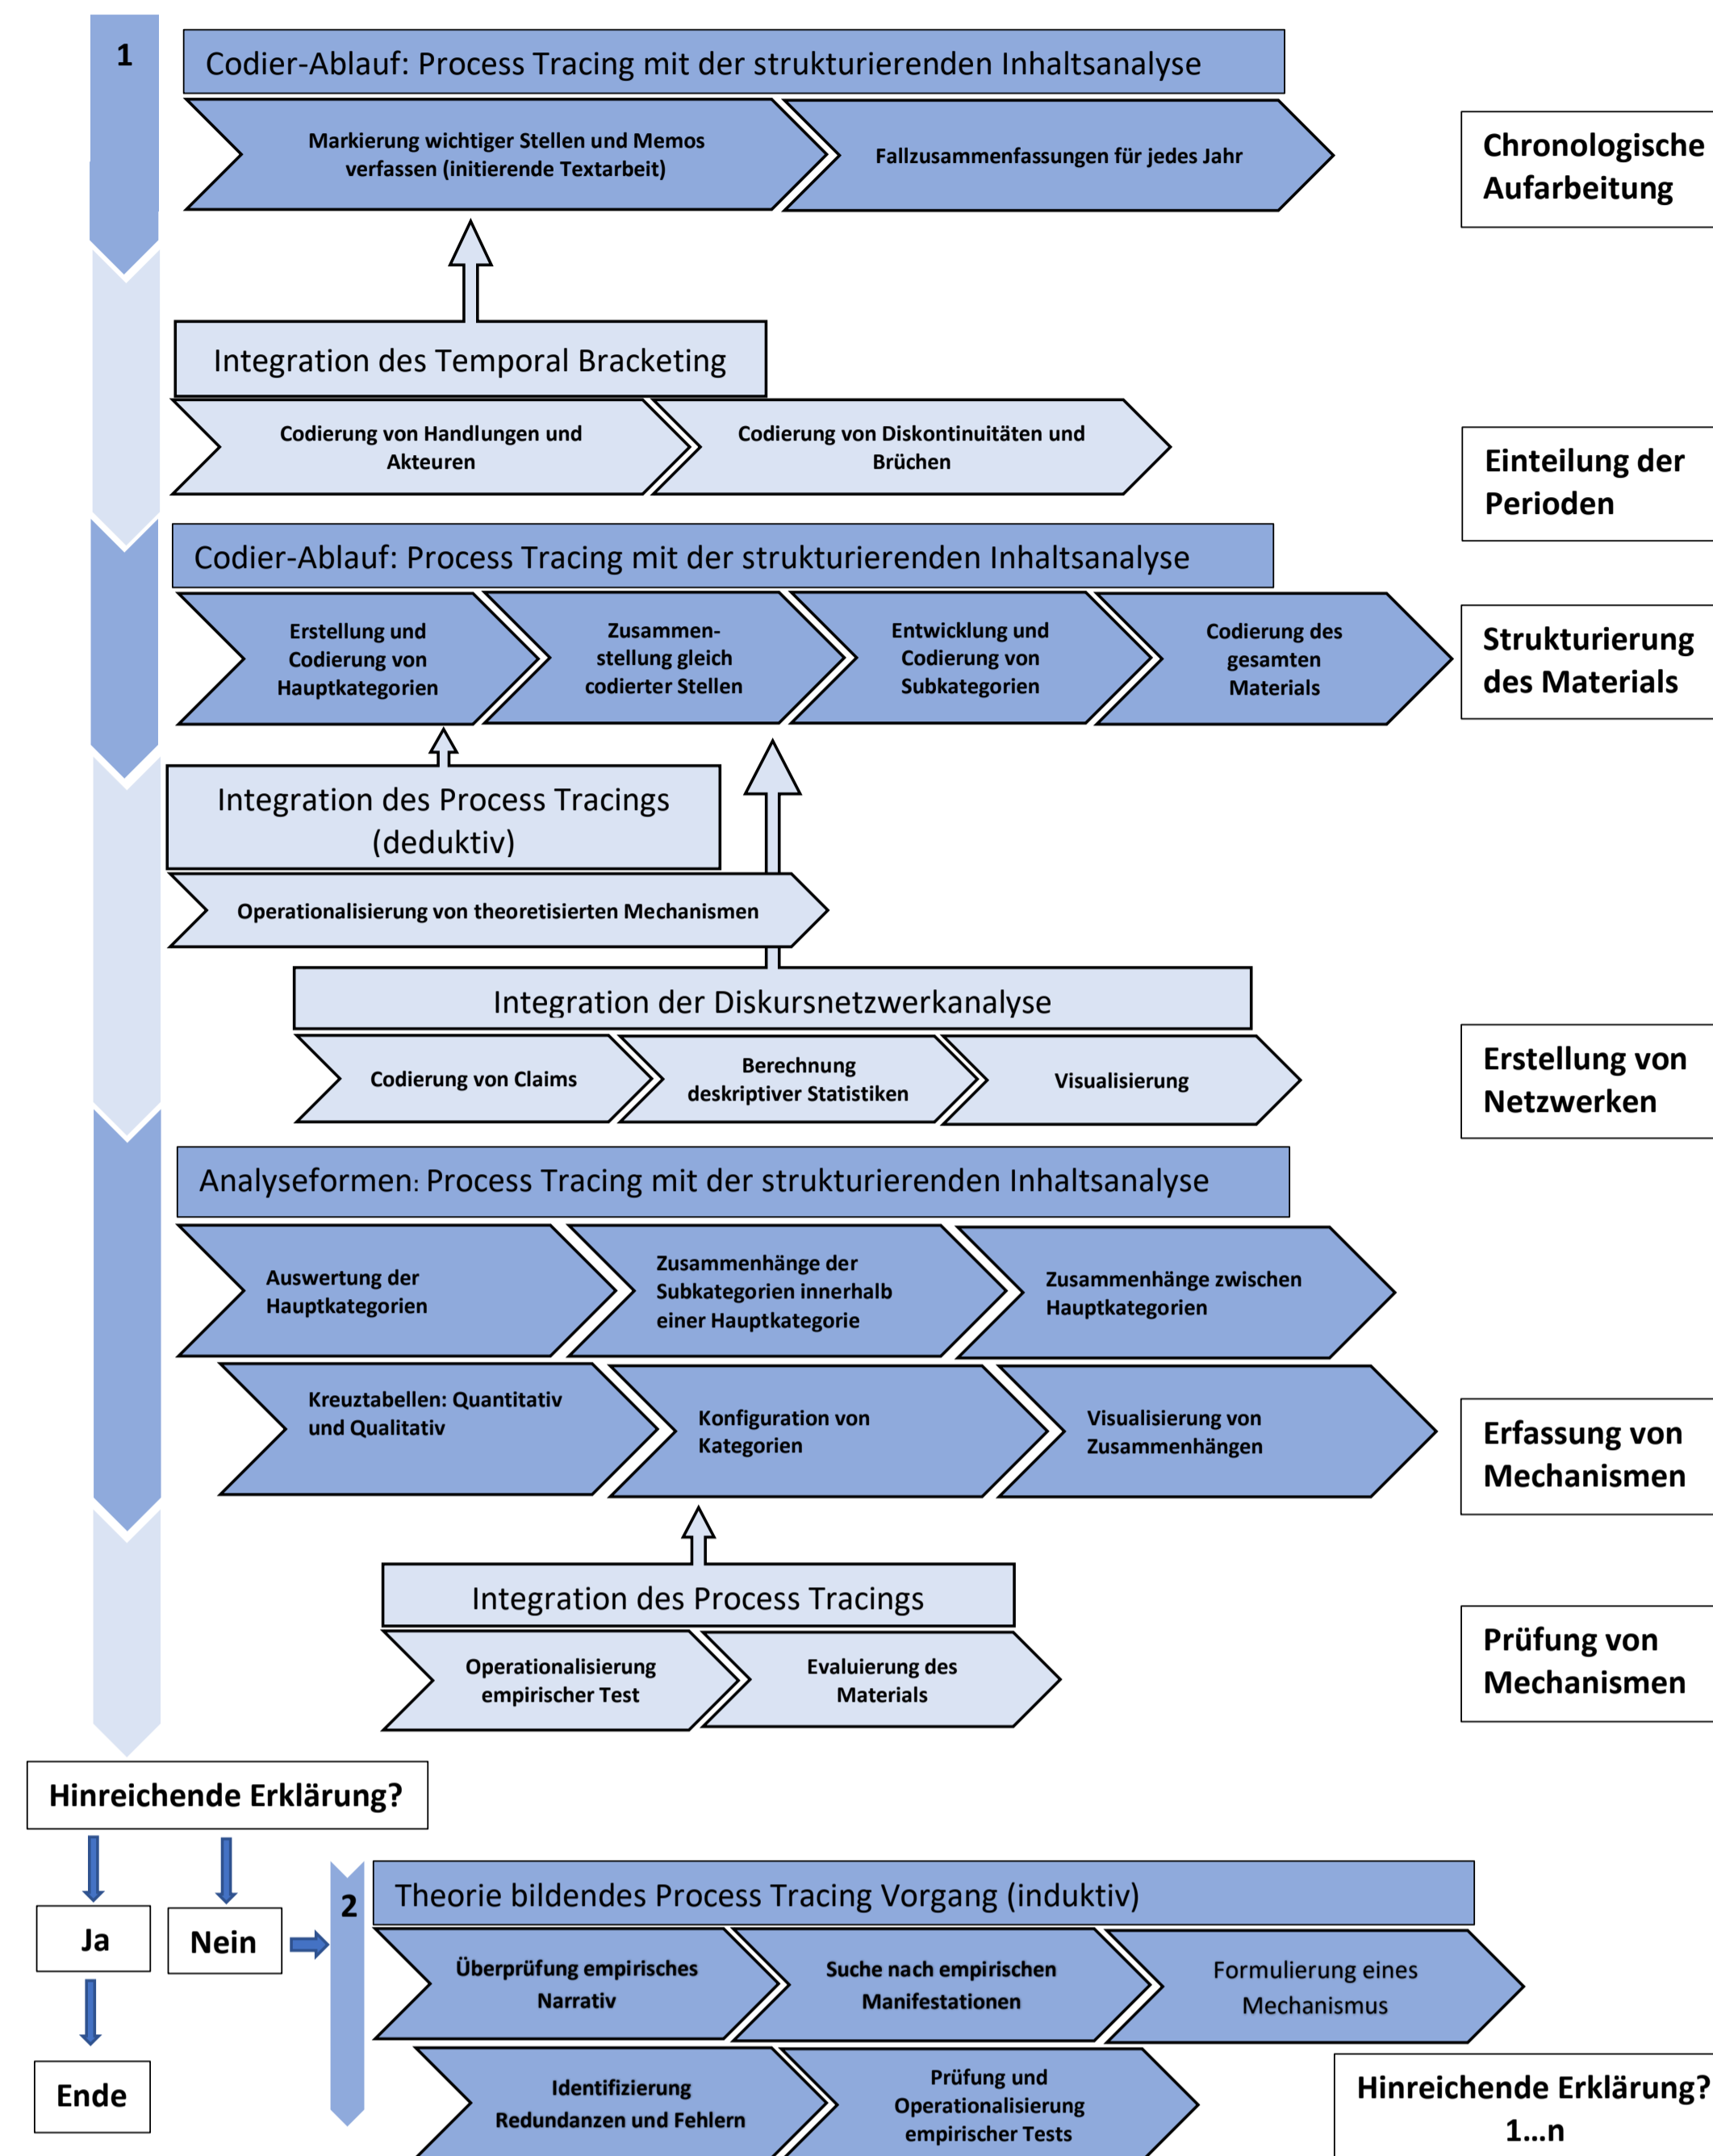 1
Codier-Ablauf: Process Tracing mit der strukturierenden Inhaltsanalyse
Markierung wichtiger Stellen und Memos
verfassen (initierende Textarbeit)
Fallzusammenfassungen für jedes Jahr
Chronologische
Aufarbeitung
Integration des Temporal Bracketing
Codierung von Handlungen und
Akteuren
Codierung von Diskontinuitäten und
Brüchen
Einteilung der
Perioden
Codier-Ablauf: Process Tracing mit der strukturierenden Inhaltsanalyse
Erstellung und
Codierung von
Hauptkategorien
Zusammen-
stellung gleich
codierter Stellen
Entwicklung und
Codierung von
Subkategorien
Codierung des
gesamten
Materials
Strukturierung
des Materials
Integration des Process Tracings
(deduktiv)
Operationalisierung von theoretisierten Mechanismen
Integration der Diskursnetzwerkanalyse
Codierung von Claims
Berechnung
deskriptiver Statistiken
Visualisierung
Erstellung von
Netzwerken
Analyseformen: Process Tracing mit der strukturierenden Inhaltsanalyse
Auswertung der
Hauptkategorien
Zusammenhänge der
Subkategorien innerhalb
einer Hauptkategorie
Zusammenhänge zwischen
Hauptkategorien
Kreuztabellen: Quantitativ
und Qualitativ
Konfiguration von
Kategorien
Visualisierung von
Zusammenhängen
Erfassung von
Mechanismen
Integration des Process Tracings
Operationalisierung
empirischer Test
Evaluierung des
Materials
Prüfung von
Mechanismen
Hinreichende Erklärung?
Ja
Nein
Ende
2
Theorie bildendes Process Tracing Vorgang (induktiv)
Überprüfung empirisches
Narrativ
Suche nach empirischen
Manifestationen
Formulierung eines
Mechanismus
Identifizierung
Redundanzen und Fehlern
Prüfung und
Operationalisierung
empirischer Tests
Hinreichende Erklärung?
1...n